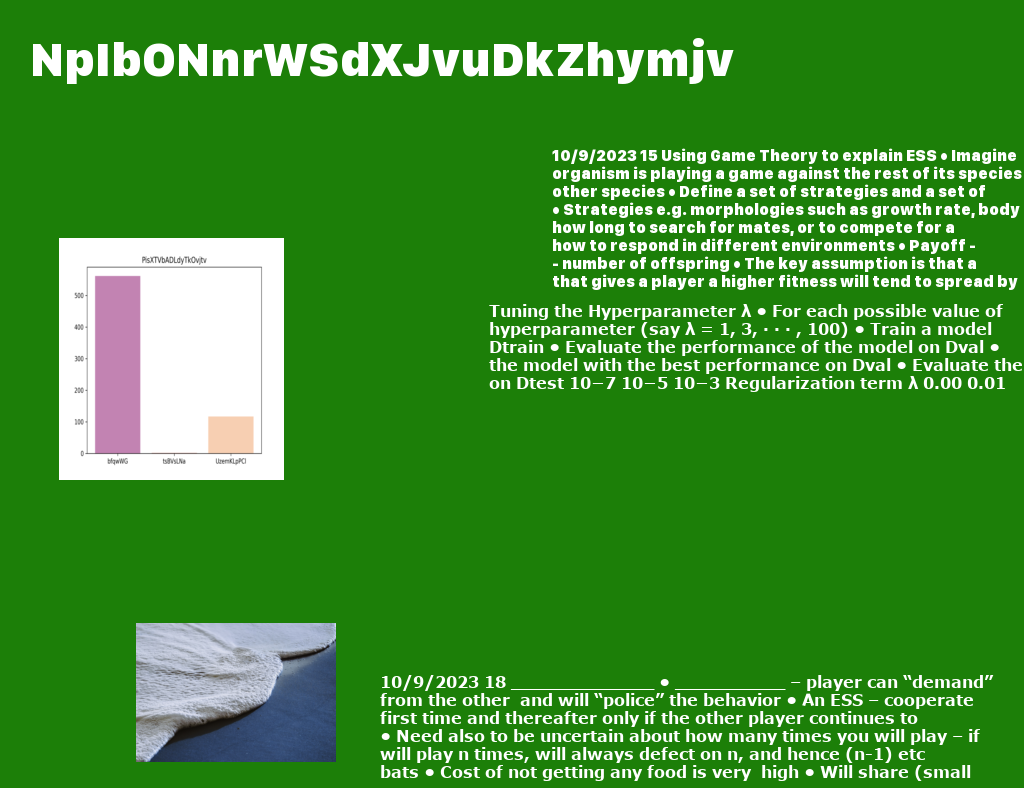 NpIbONnrWSdXJvuDkZhymjv
10/9/2023 15 Using Game Theory to explain ESS • Imagine
organism is playing a game against the rest of its species
other species • Define a set of strategies and a set of
• Strategies e.g. morphologies such as growth rate, body
how long to search for mates, or to compete for a
how to respond in different environments • Payoff -
- number of offspring • The key assumption is that a
that gives a player a higher fitness will tend to spread by
Tuning the Hyperparameter λ • For each possible value of
hyperparameter (say λ = 1, 3, · · · , 100) • Train a model
Dtrain • Evaluate the performance of the model on Dval •
the model with the best performance on Dval • Evaluate the
on Dtest 10−7 10−5 10−3 Regularization term λ 0.00 0.01
PisXTVbADLdyTkOvjtv
500
400
300
200
100
0
bfqwWG tsBVsLNa UzemKLpPCl
10/9/2023 18 _______________ • ____________ – player can “demand”
from the other  and will “police” the behavior • An ESS – cooperate
first time and thereafter only if the other player continues to
• Need also to be uncertain about how many times you will play – if
will play n times, will always defect on n, and hence (n-1) etc
bats • Cost of not getting any food is very  high • Will share (small